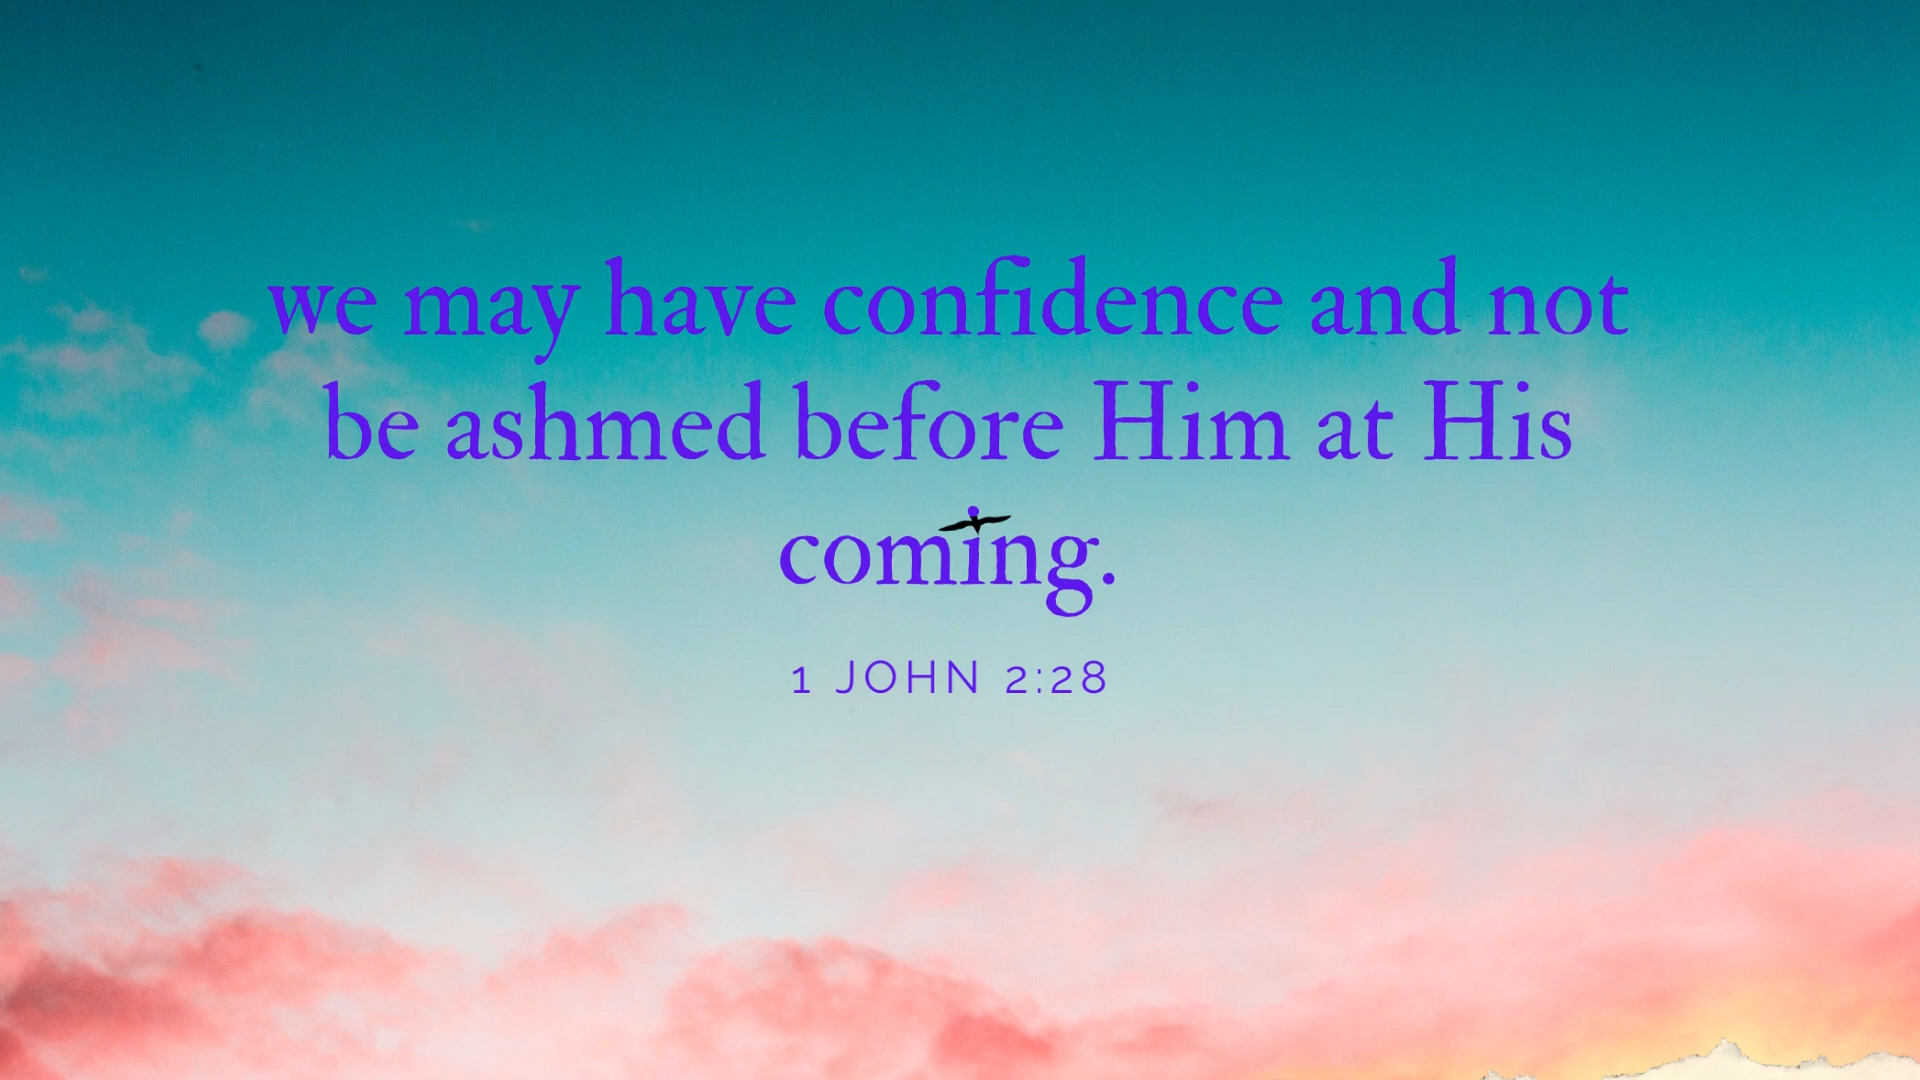 we may have confidence and not
be ashmed before Him at His
coming.
1 JOHN 2:28